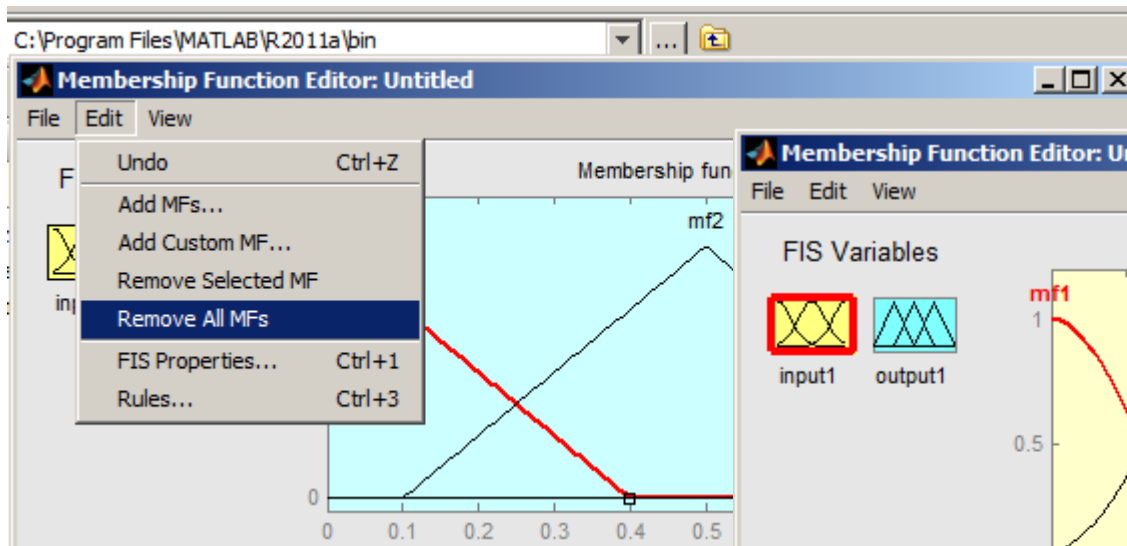 C:\Program Files\MATLAB\R2011a\bin
...
Membership Function Editor: Untitled
File Edit View
Undo Ctrl+Z
Add MFs...
Add Custom MF...
Remove Selected MF
Remove All MFs
FIS Properties... Ctrl+1
Rules... Ctrl+3
F
inp
Membership fun
mf2
0
0 0.1 0.2 0.3 0.4 0.5
Membership Function Editor: Un
File Edit View
FIS Variables
input1 output1
mf1
1
0.5